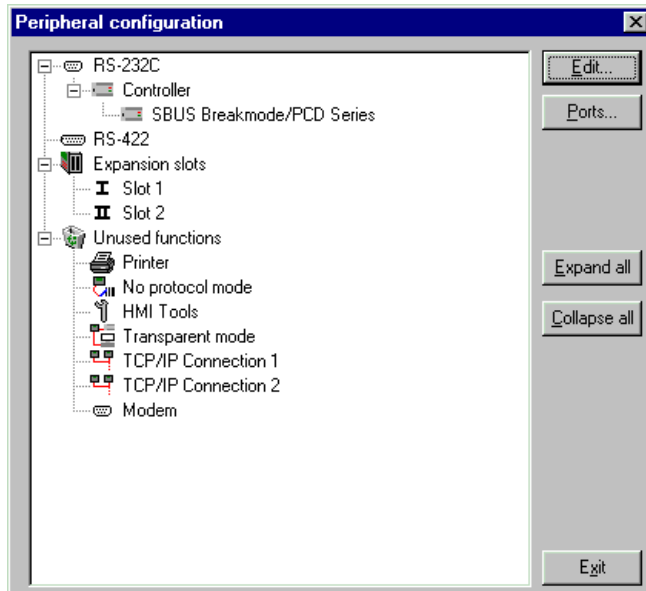 Peripheral configuration
RS-232C
Controller
SBUS Breakmode/PCD Series
RS-422
Expansion slots
I Slot 1
II Slot 2
Unused functions
Printer
No protocol mode
HMI Tools
Transparent mode
TCP/IP Connection 1
TCP/IP Connection 2
Modem
Edit...
Ports...
Expand all
Collapse all
Exit